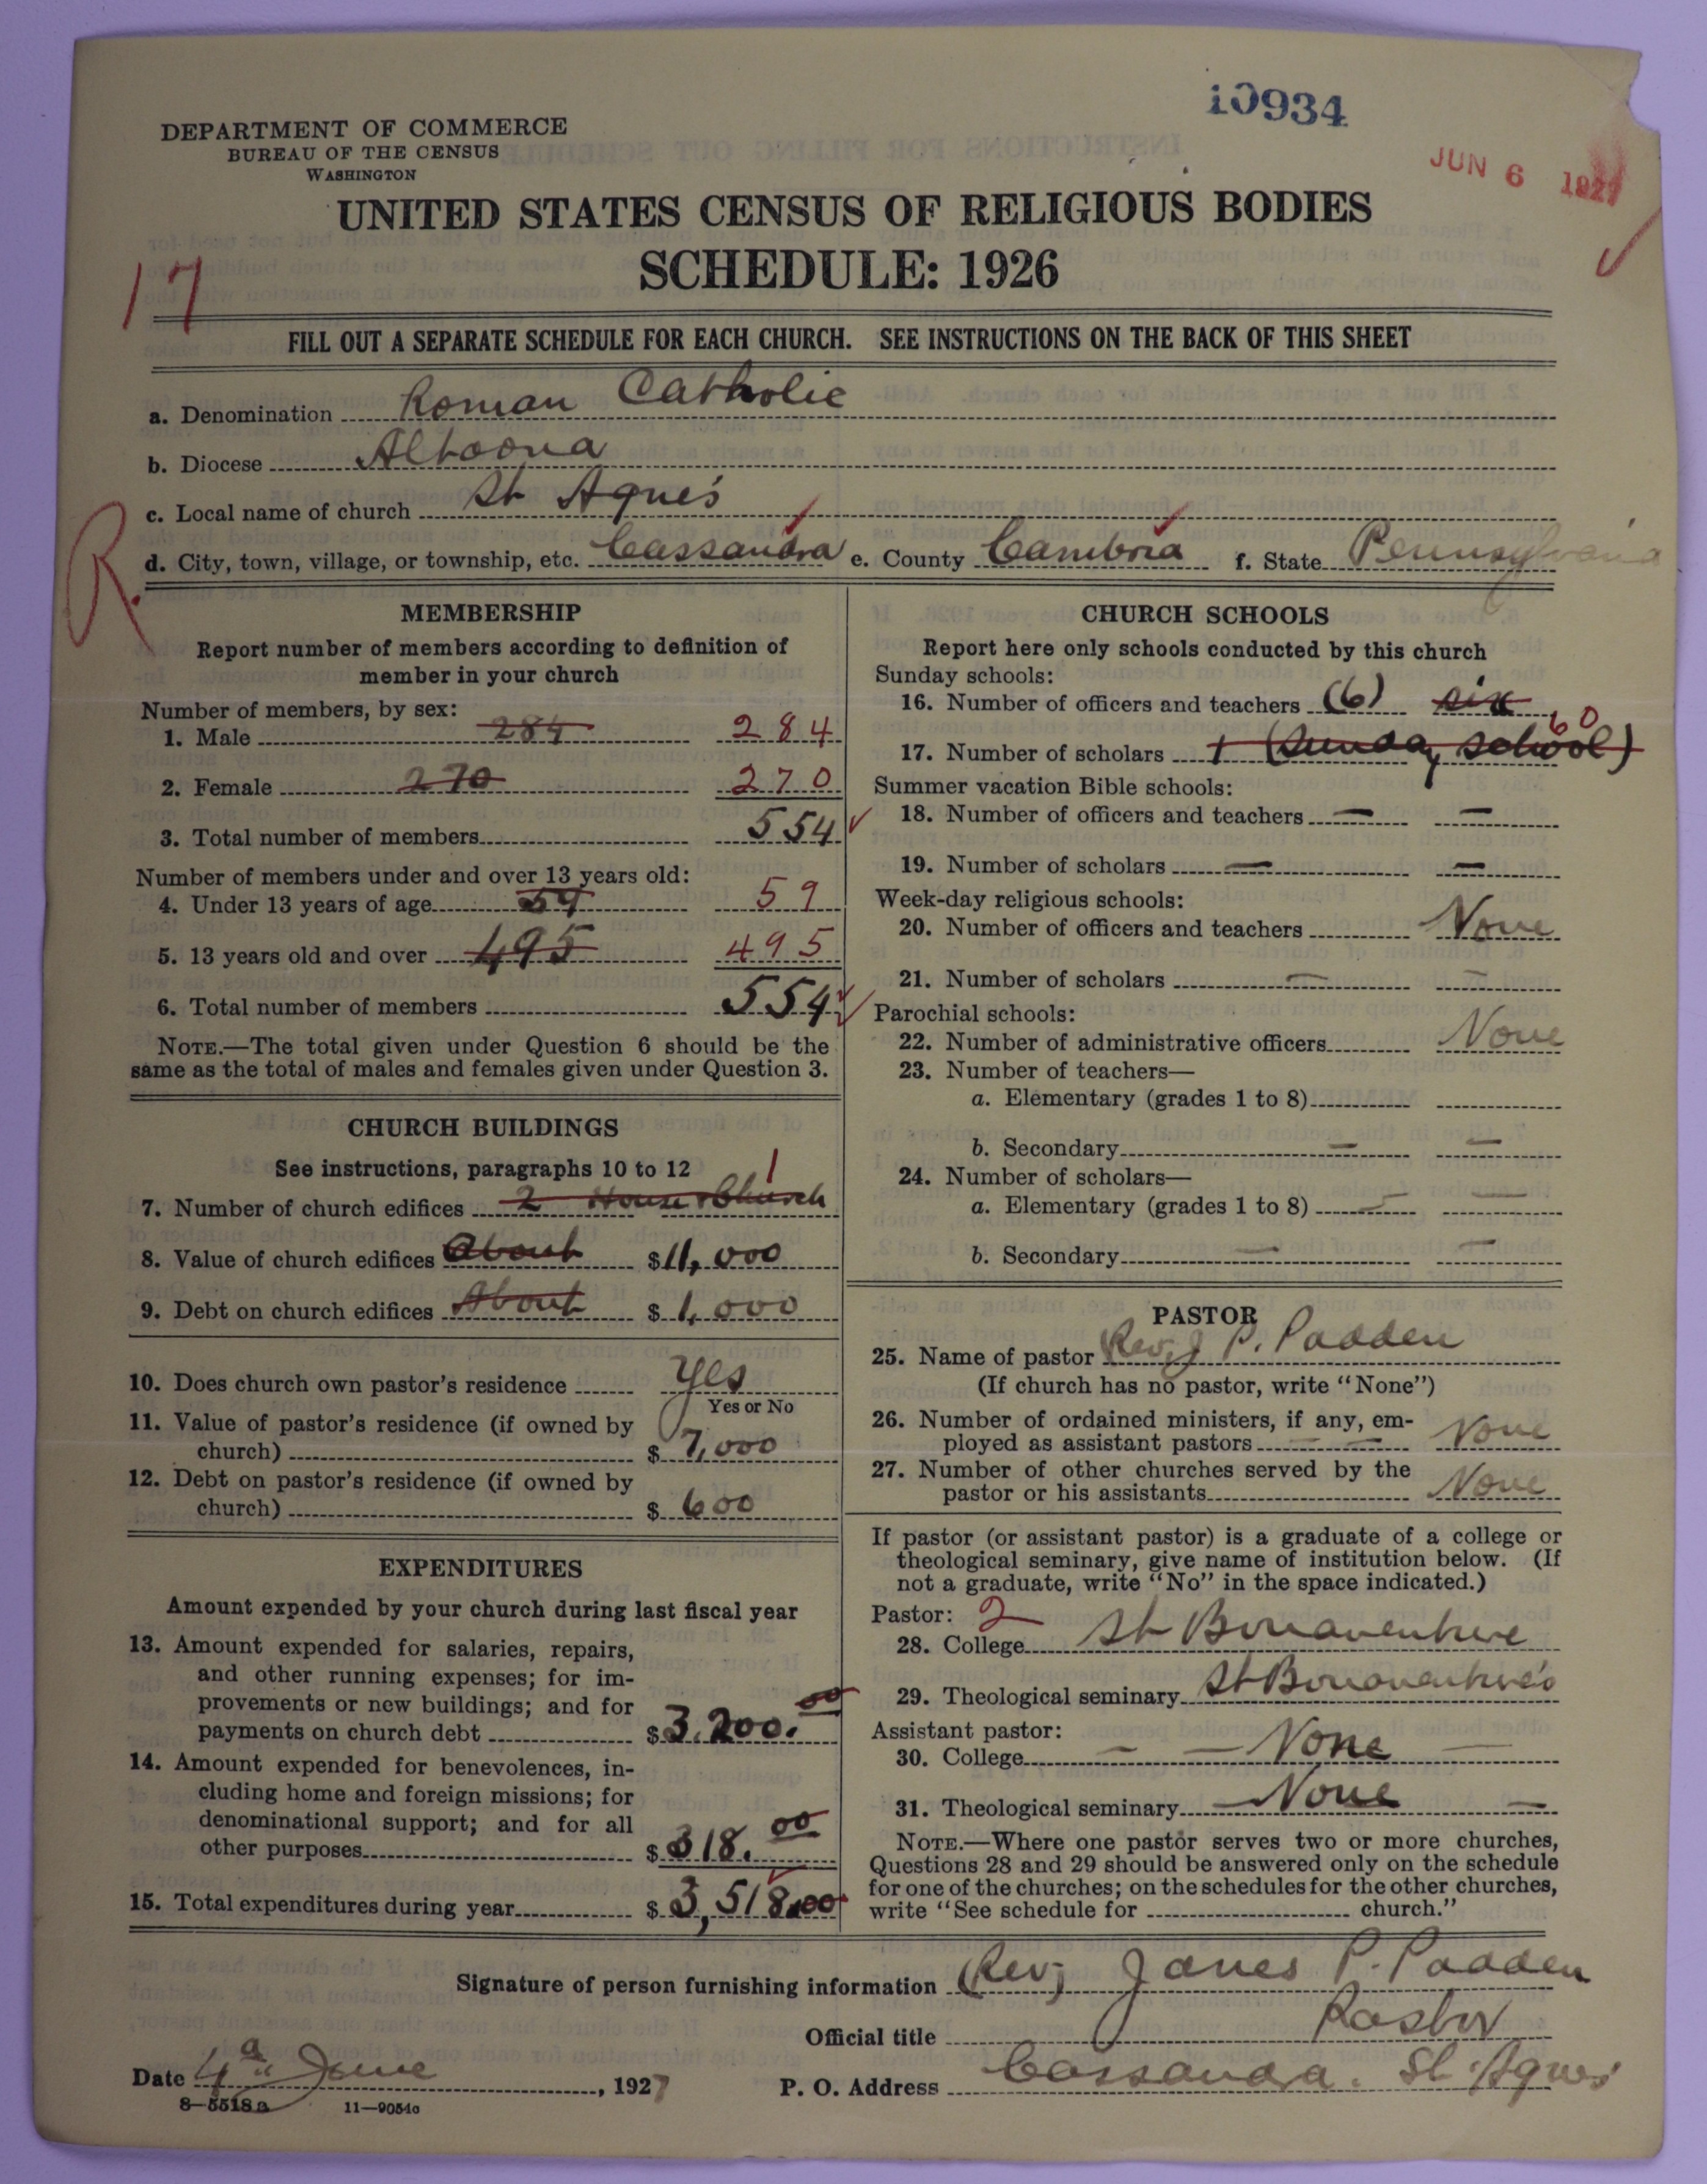 10934
JUN 6 1927
DEPARTMENT OF COMMERCE
BUREAU OF THE CENSUS
WASHINGTON
UNITED STATES CENSUS OF RELIGIOUS BODIES
SCHEDULE: 1926
17
FILL OUT A SEPARATE SCHEDULE FOR EACH CHURCH. SEE INSTRUCTIONS ON THE BACK OF THIS SHEET
a. Denomination Roman Catholic
b. Diocese Altoona
c. Local name of church St Agnes
R.
d. City, town, village, or township, etc. Cassandra e. County Cambria f. State Pennsylvania
MEMBERSHIP
Report number of members according to definition of
member in your church
Number of members, by sex:
1. Male 284 284
2. Female 270 270
3. Total number of members 554
Number of members under and over 13 years old:
4. Under 13 years of age 59 59
5. 13 years old and over 495 495
6. Total number of members 554
NOTE.—The total given under Question 6 should be the
same as the total of males and females given under Question 3.
CHURCH BUILDINGS
See instructions, paragraphs 10 to 12
7. Number of church edifices 2 House + Church 1
8. Value of church edifices About $11,000
9. Debt on church edifices About $1,000
10. Does church own pastor's residence Yes
Yes or No
11. Value of pastor's residence (if owned by
church) $7,000
12. Debt on pastor's residence (if owned by
church) $600
EXPENDITURES
Amount expended by your church during last fiscal year
13. Amount expended for salaries, repairs,
and other running expenses; for im-
provements or new buildings; and for
payments on church debt $3,200.00
14. Amount expended for benevolences, in-
cluding home and foreign missions; for
denominational support; and for all
other purposes $318.00
15. Total expenditures during year $3,518.00
CHURCH SCHOOLS
Report here only schools conducted by this church
Sunday schools:
16. Number of officers and teachers (6) six
17. Number of scholars 1 (Sunday school) 60
Summer vacation Bible schools:
18. Number of officers and teachers — —
19. Number of scholars — —
Week-day religious schools:
20. Number of officers and teachers None
21. Number of scholars — —
Parochial schools:
22. Number of administrative officers None
23. Number of teachers—
a. Elementary (grades 1 to 8)
b. Secondary — —
24. Number of scholars—
a. Elementary (grades 1 to 8) — —
b. Secondary — —
PASTOR
25. Name of pastor Rev. J P. Padden
(If church has no pastor, write "None")
26. Number of ordained ministers, if any, em-
ployed as assistant pastors — — None
27. Number of other churches served by the
pastor or his assistants None
If pastor (or assistant pastor) is a graduate of a college or
theological seminary, give name of institution below. (If
not a graduate, write "No" in the space indicated.)
Pastor: 2
28. College St Bonaventure
29. Theological seminary St Bonaventure's
Assistant pastor:
30. College — — None —
31. Theological seminary — None —
NOTE.—Where one pastor serves two or more churches,
Questions 28 and 29 should be answered only on the schedule
for one of the churches; on the schedules for the other churches,
write "See schedule for church."
Signature of person furnishing information (Rev) James P. Padden
Official title Pastor
Date 4th June, 1927 P. O. Address Cassandra. St. Agnes
8—5518a 11—9054c